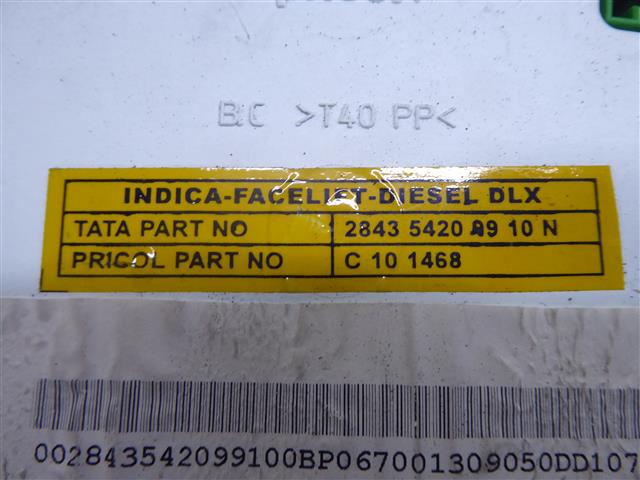 BC >T40 PP<
INDICA-FACELIFT-DIESEL DLX
TATA PART NO 2843 5420 99 10 N
PRICOL PART NO C 10 1468
002843542099100BP067001309050DD107